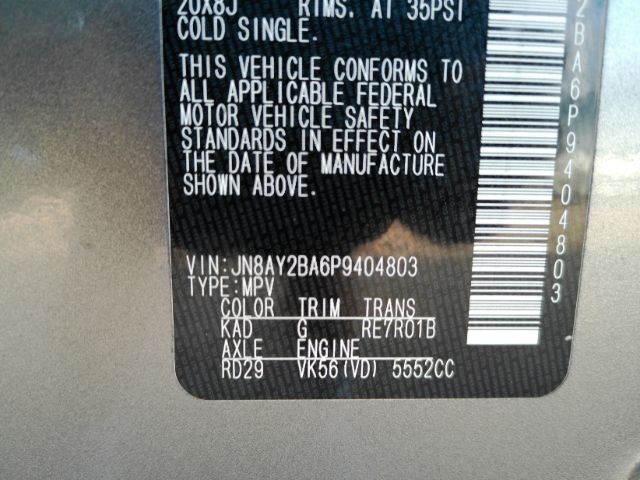 20X8J RIMS. AT 35PSI
COLD SINGLE.
THIS VEHICLE CONFORMS TO
ALL APPLICABLE FEDERAL
MOTOR VEHICLE SAFETY
STANDARDS IN EFFECT ON
THE DATE OF MANUFACTURE
SHOWN ABOVE.
VIN:JN8AY2BA6P9404803
TYPE:MPV
COLOR TRIM TRANS
KAD G RE7R01B
AXLE ENGINE
RD29 VK56(VD) 5552CC
2BA6P9404803